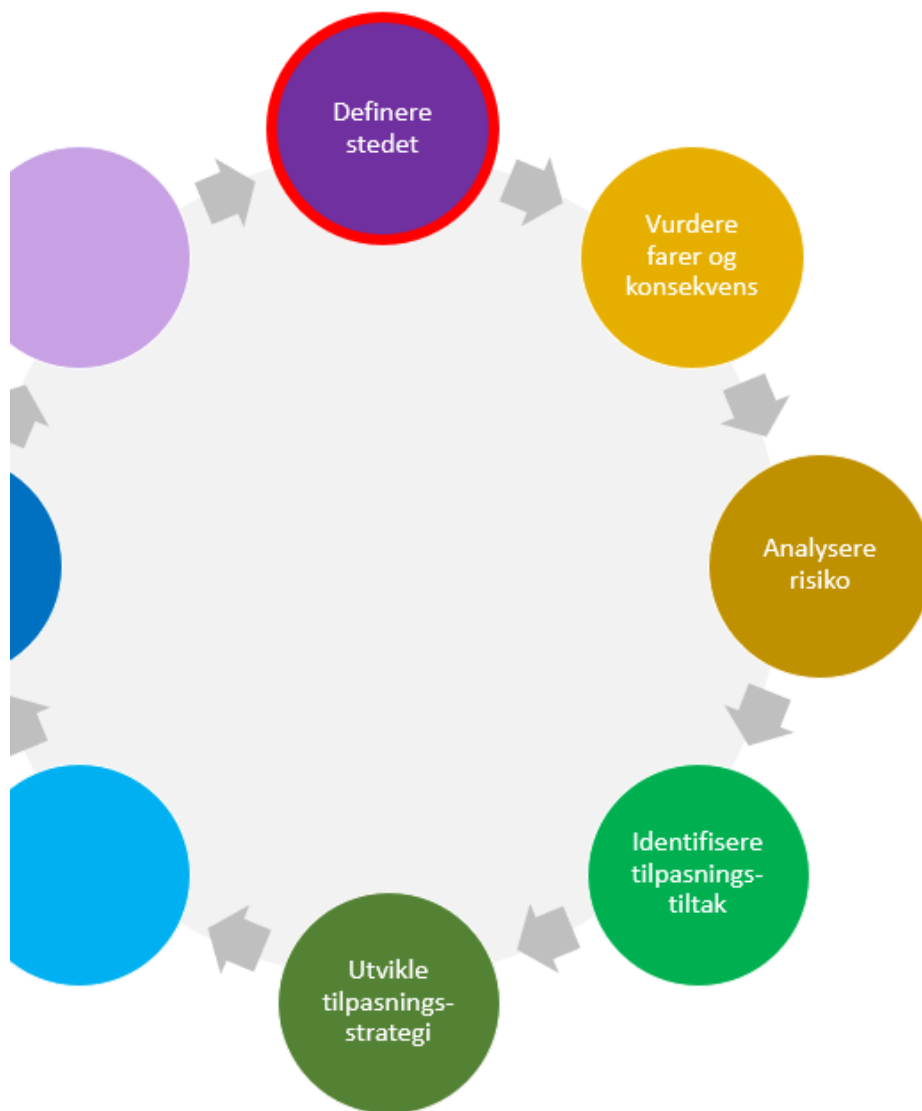 Definere
stedet
Vurdere
farer og
konsekvens
Analysere
risiko
Identifisere
tilpasnings-
tiltak
Utvikle
tilpasnings-
strategi